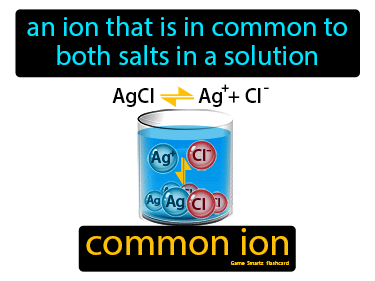 an ion that is in common to
both salts in a solution
AgCl ⇌ Ag⁺ + Cl⁻
Ag⁺ Cl⁻
Ag Ag Cl Cl
common ion
Game Smartz flashcard